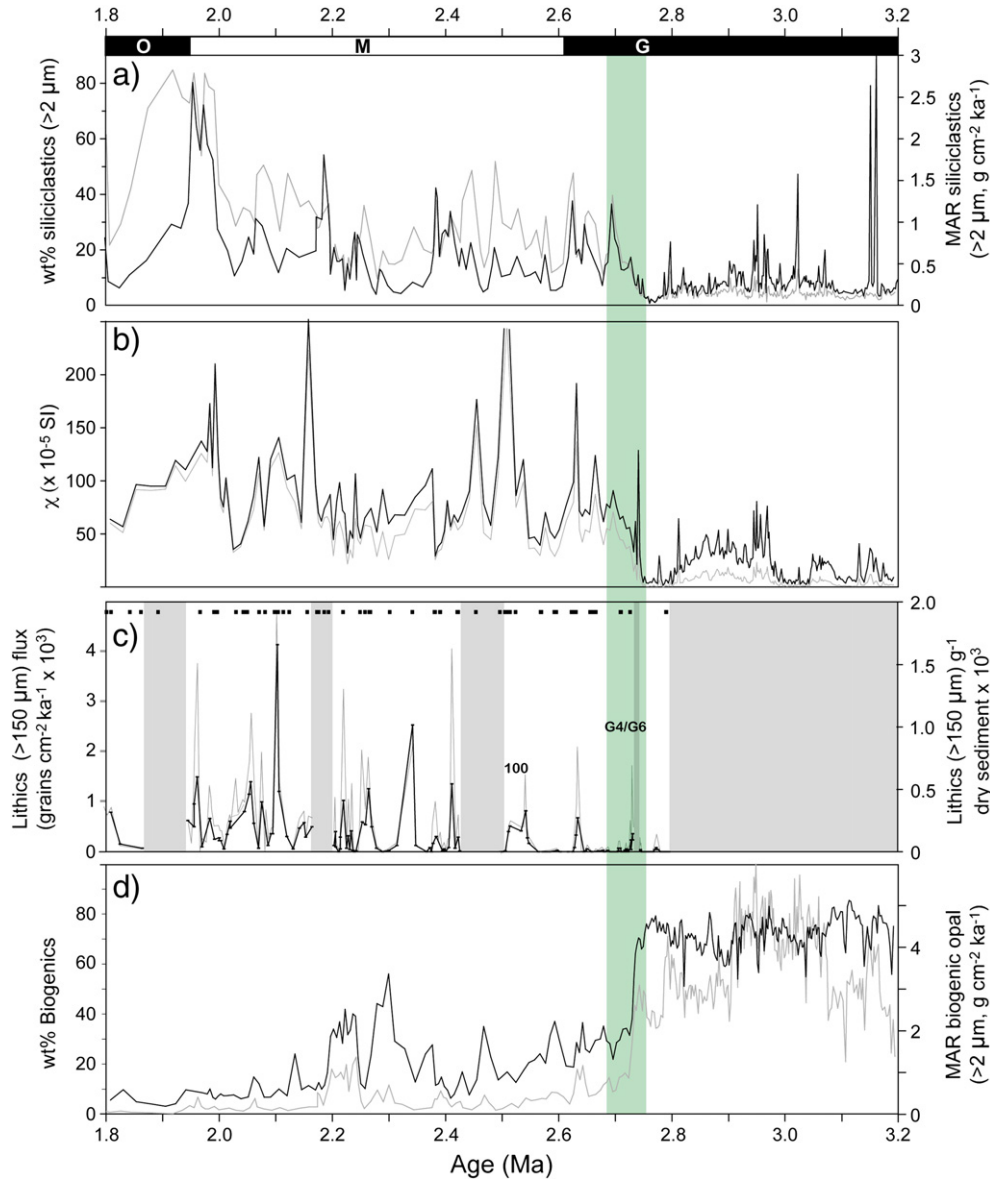 1.8 2.0 2.2 2.4 2.6 2.8 3.0 3.2
O M G
a)
wt% siliciclastics (>2 µm)
80
60
40
20
0
3
2.5
2
1.5
1
0.5
0
MAR siliciclastics
(>2 µm, g cm-2 ka-1)
b)
χ (x 10-5 SI)
200
150
100
50
c)
Lithics (>150 µm) flux
(grains cm-2 ka-1 x 103)
4
3
2
1
0
100
G4/G6
2.0
1.5
1.0
0.5
0
Lithics (>150 µm) g-1
dry sediment x 103
d)
wt% Biogenics
80
60
40
20
0
4
2
0
MAR biogenic opal
(>2 µm, g cm-2 ka-1)
1.8 2.0 2.2 2.4 2.6 2.8 3.0 3.2
Age (Ma)